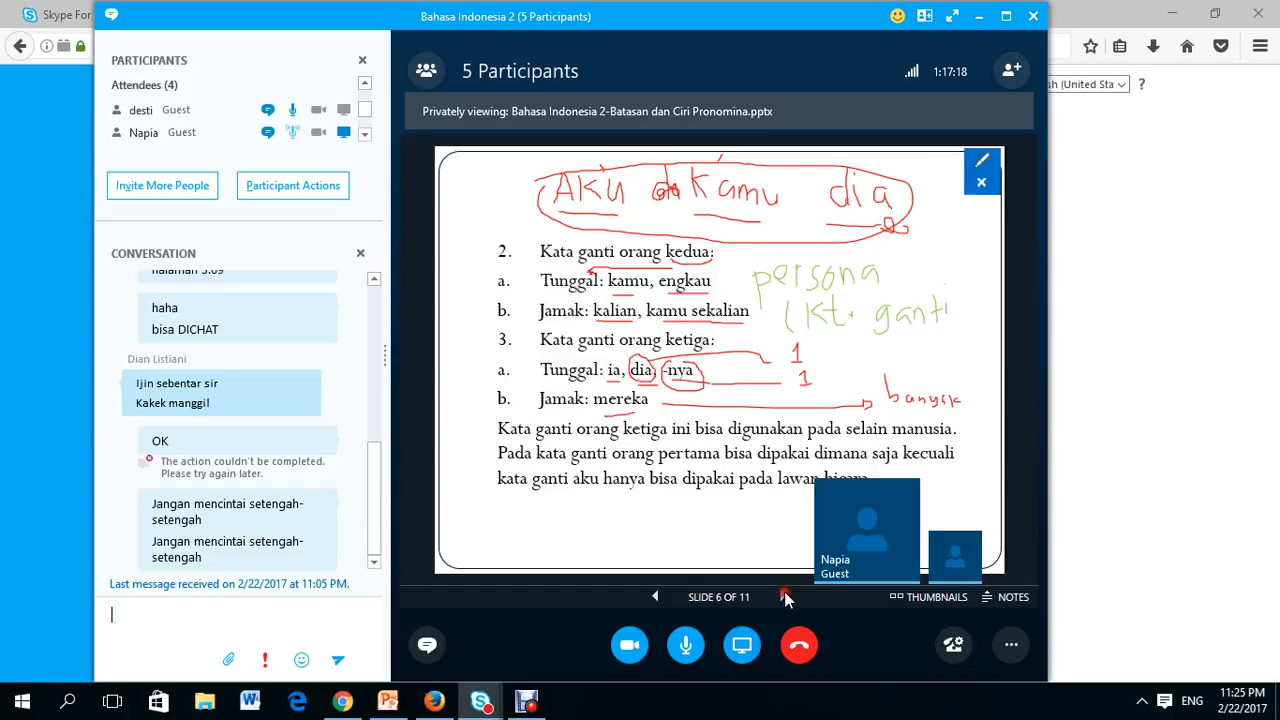 Skype For
Bahasa Indonesia 2 (5 Participants)
PARTICIPANTS
Attendees (4)
desti Guest
Napia Guest
Invite More People
Participant Actions
CONVERSATION
halaman 3.09
haha
bisa DICHAT
Dian Listiani
Ijin sebentar sir
Kakek manggil
OK
The action couldn't be completed.
Please try again later.
Jangan mencintai setengah-
setengah
Jangan mencintai setengah-
setengah
Last message received on 2/22/2017 at 11:05 PM.
5 Participants
1:17:18
Privately viewing: Bahasa Indonesia 2-Batasan dan Ciri Pronomina.pptx
AKU kamu dia
2. Kata ganti orang kedua:
a. Tunggal: kamu, engkau
b. Jamak: kalian, kamu sekalian
persona
(kt. ganti
3. Kata ganti orang ketiga:
a. Tunggal: ia, dia, -nya
1
1
b. Jamak: mereka
banyak
Kata ganti orang ketiga ini bisa digunakan pada selain manusia.
Pada kata ganti orang pertama bisa dipakai dimana saja kecuali
kata ganti aku hanya bisa dipakai pada lawan bicara
Napia
Guest
SLIDE 6 OF 11
THUMBNAILS
NOTES
sh (United Sta
?
ENG
11:25 PM
2/22/2017